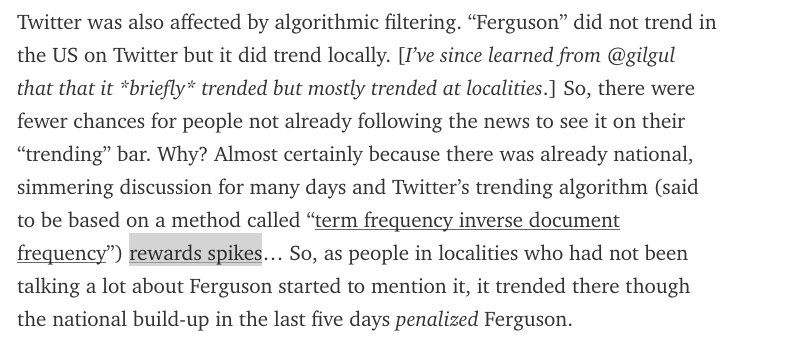 Twitter was also affected by algorithmic filtering. “Ferguson” did not trend in
the US on Twitter but it did trend locally. [I’ve since learned from @gilgul
that that it *briefly* trended but mostly trended at localities.] So, there were
fewer chances for people not already following the news to see it on their
“trending” bar. Why? Almost certainly because there was already national,
simmering discussion for many days and Twitter’s trending algorithm (said
to be based on a method called “term frequency inverse document
frequency”) rewards spikes… So, as people in localities who had not been
talking a lot about Ferguson started to mention it, it trended there though
the national build-up in the last five days penalized Ferguson.